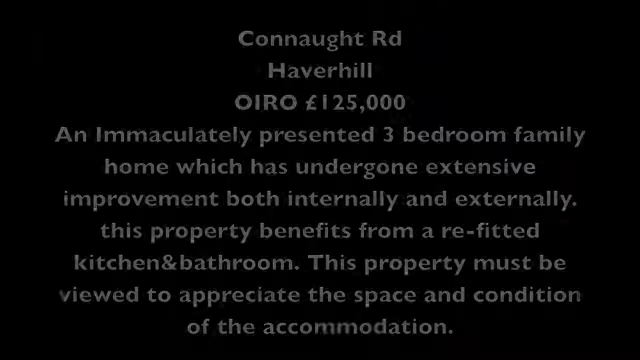 Connaught Rd
Haverhill
OIRO £125,000
An Immaculately presented 3 bedroom family
home which has undergone extensive
improvement both internally and externally.
this property benefits from a re-fitted
kitchen&bathroom. This property must be
viewed to appreciate the space and condition
of the accommodation.